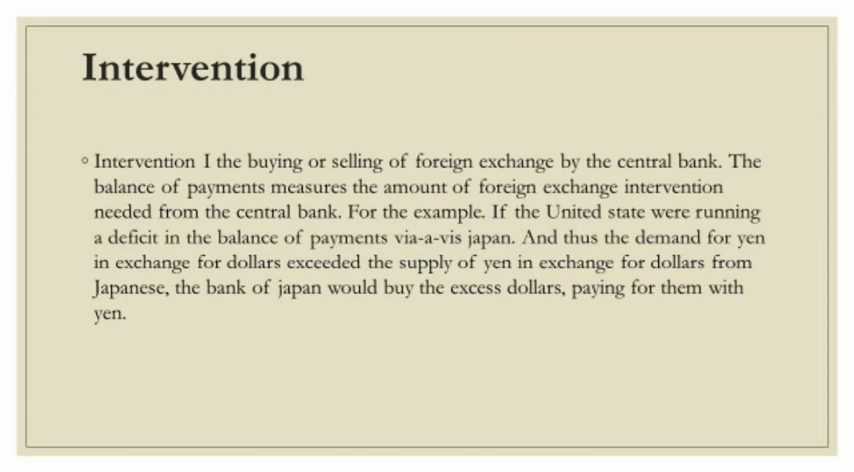 Intervention
◦ Intervention I the buying or selling of foreign exchange by the central bank. The
balance of payments measures the amount of foreign exchange intervention
needed from the central bank. For the example. If the United state were running
a deficit in the balance of payments via-a-vis japan. And thus the demand for yen
in exchange for dollars exceeded the supply of yen in exchange for dollars from
Japanese, the bank of japan would buy the excess dollars, paying for them with
yen.